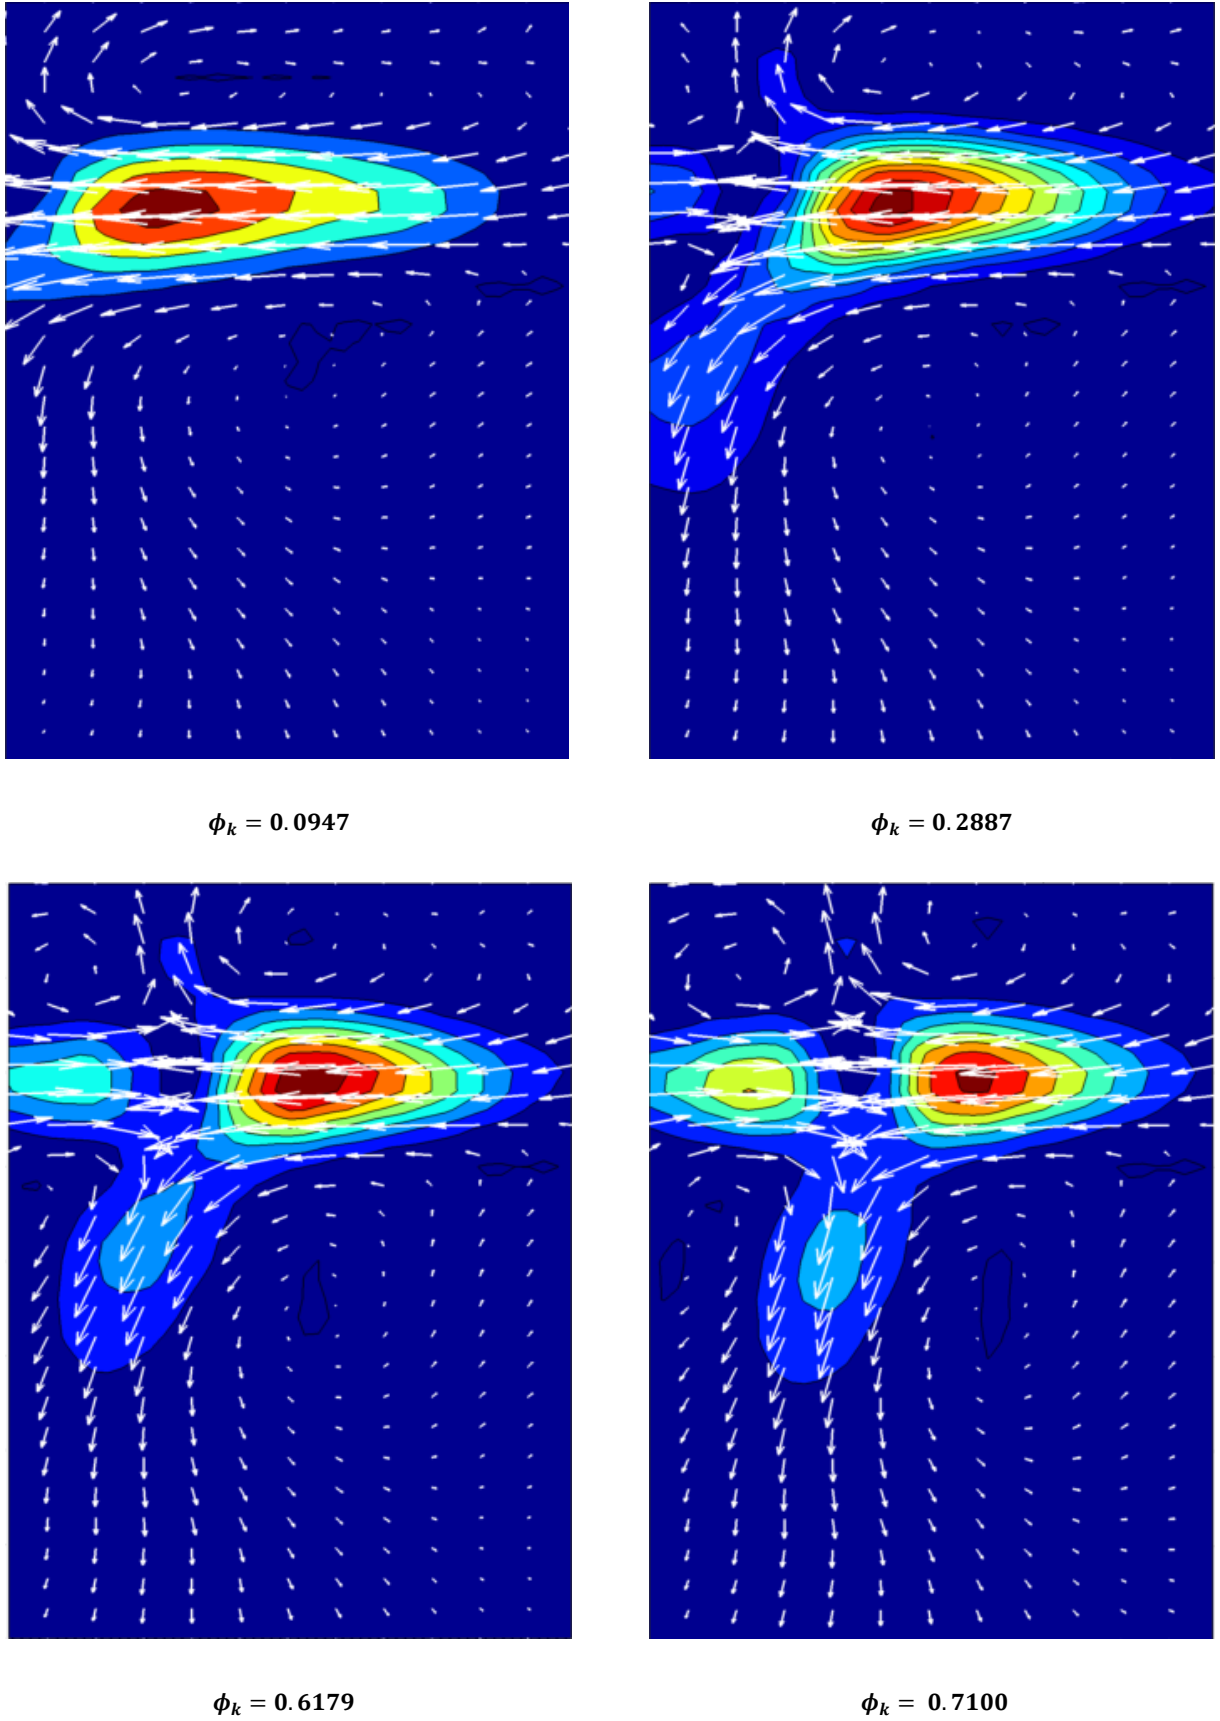 ϕₖ = 0.0947
ϕₖ = 0.2887
ϕₖ = 0.6179
ϕₖ = 0.7100